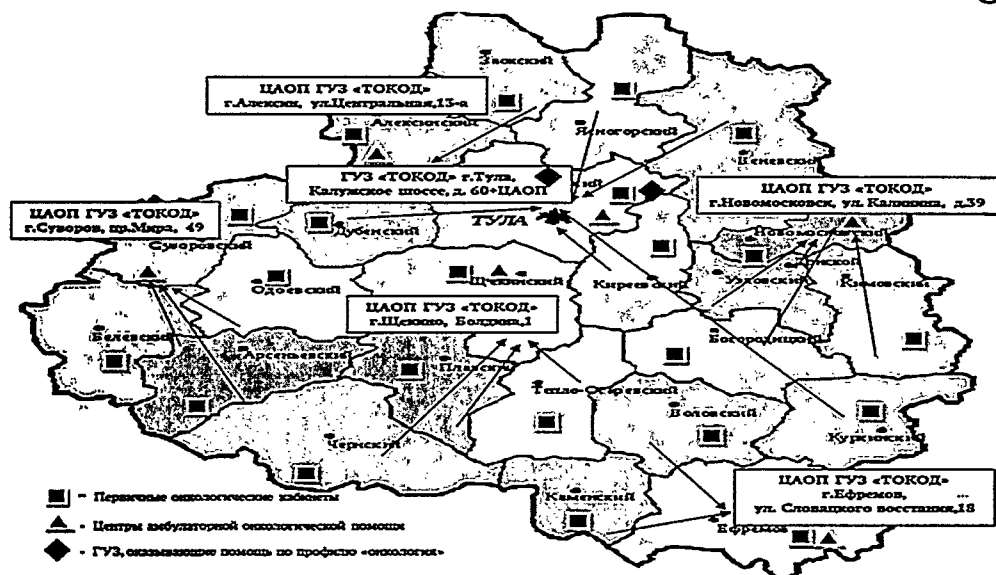 Заокский
ЦАОП ГУЗ «ТОКОД»
г.Алексин, ул.Центральная,13-а
Алексинский
Ясногорский
Веневский
ГУЗ «ТОКОД» г.Тула,
Калужское шоссе, д. 60+ЦАОП
ЦАОП ГУЗ «ТОКОД»
г.Новомосковск, ул. Калинина, д.39
ЦАОП ГУЗ «ТОКОД»
г.Суворов, пр.Мира, 49
Суворовский
Дубенский
ТУЛА
Новомосковский
Донской
Узловский
Кимовский
Одоевский
Щекинский
Киреевский
ЦАОП ГУЗ «ТОКОД»
г.Щекино, Болдина,1
Богородицкий
Белевский
Арсеньевский
Плавский
Тепло-Огаревский
Воловский
Куркинский
Чернский
Каменский
ЦАОП ГУЗ «ТОКОД»
г.Ефремов, ...
ул. Словацкого восстания,18
Ефремов
- Первичные онкологические кабинеты
- Центры амбулаторной онкологической помощи
- ГУЗ, оказывающие помощь по профилю «онкология»